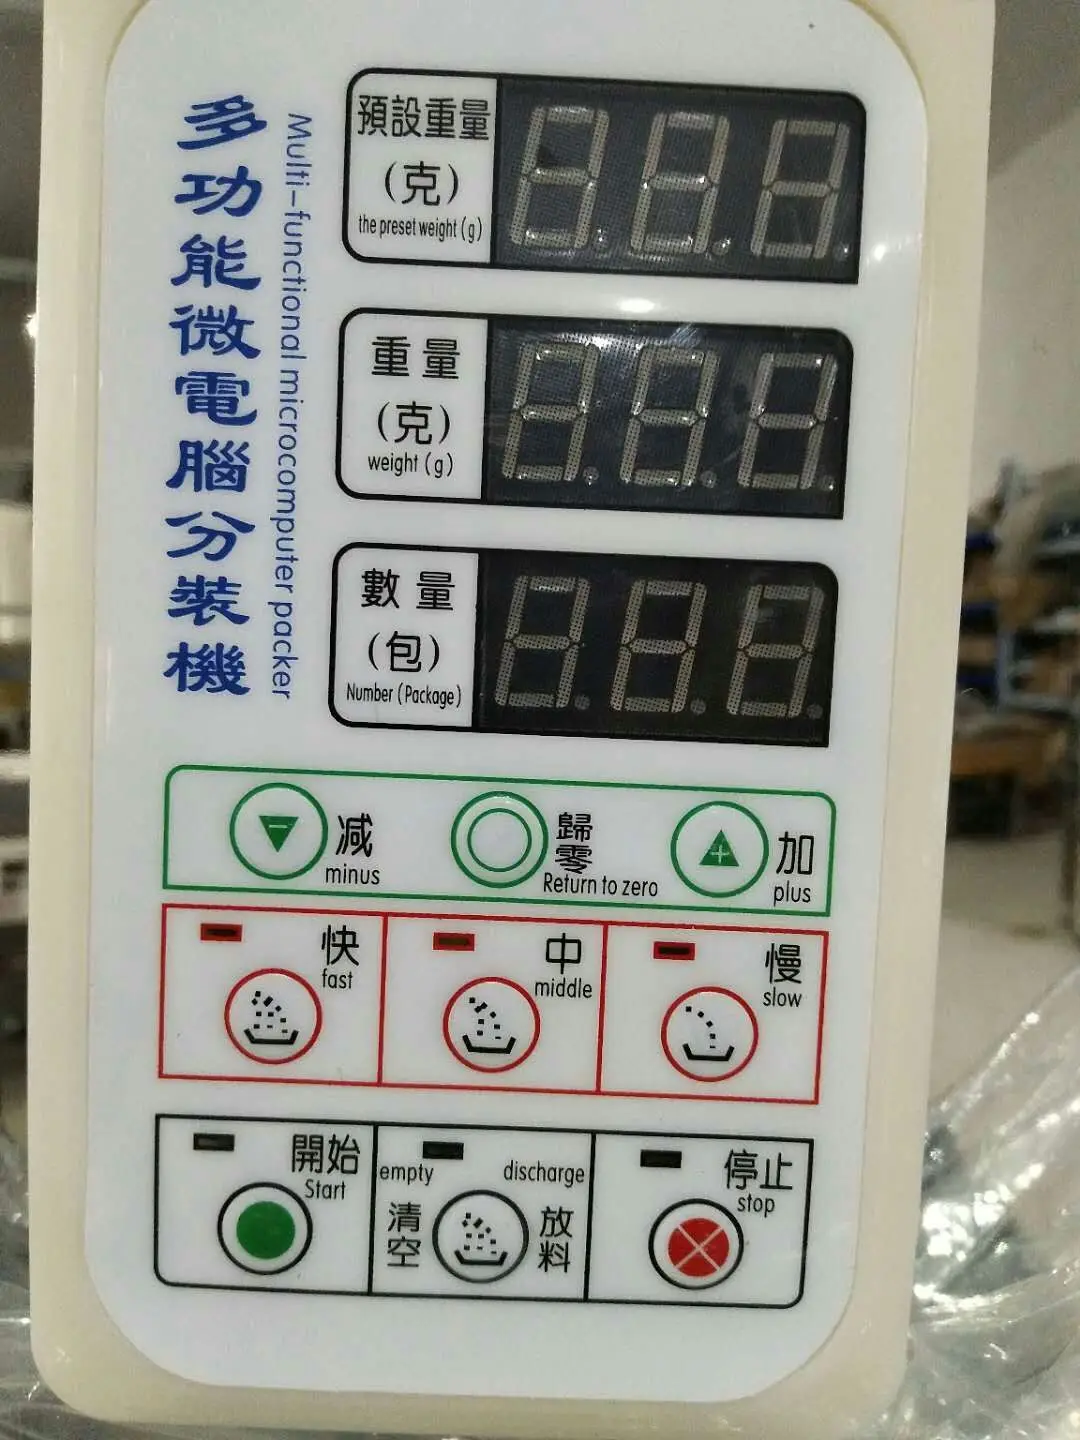 多功能微電腦分裝機
Multi-functional microcomputer packer
預設重量
(克)
the preset weight (g)
重量
(克)
weight (g)
數量
(包)
Number (Package)
减
minus
歸零
Return to zero
加
plus
快
fast
中
middle
慢
slow
開始
Start
empty discharge
清空 放料
停止
stop